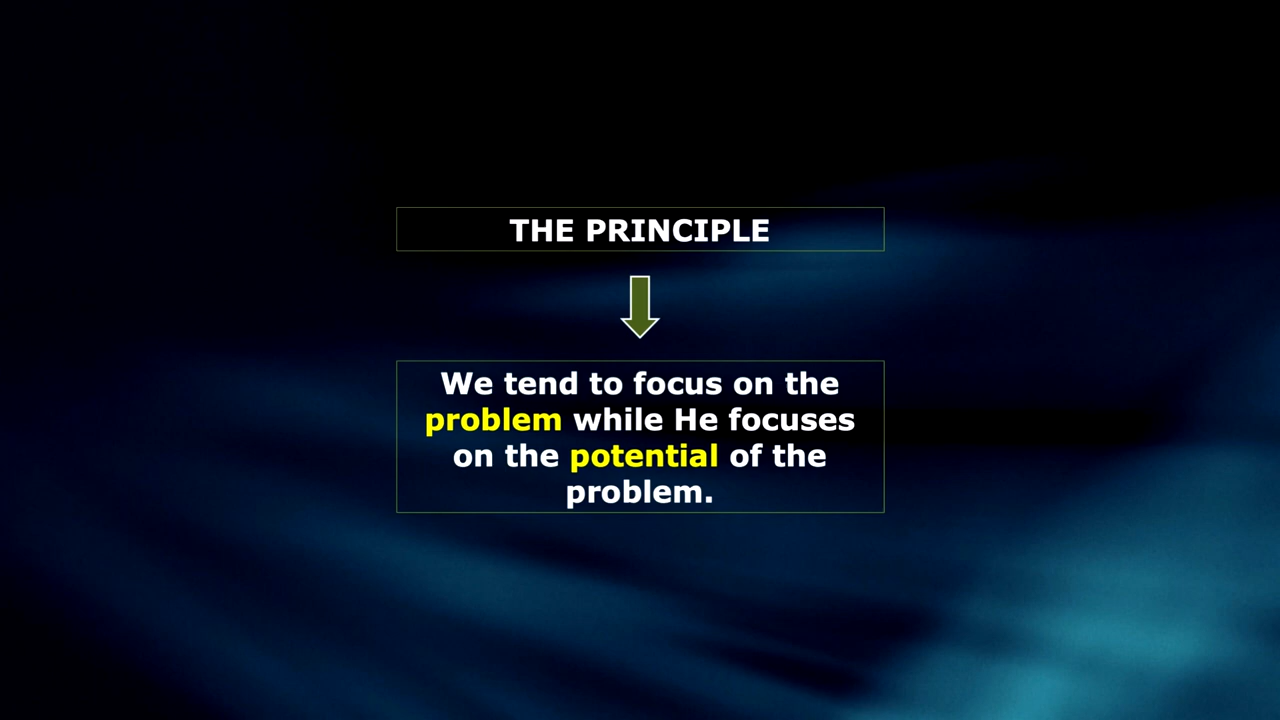 THE PRINCIPLE
We tend to focus on the
problem while He focuses
on the potential of the
problem.